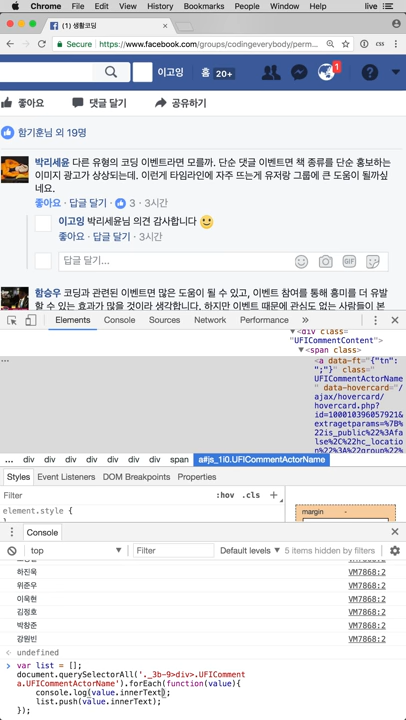 Chrome File Edit View History Bookmarks People Window live
(1) 생활코딩
Secure https://www.facebook.com/groups/codingeverybody/perm css
이고잉 홈 20+ 1
좋아요 댓글 달기 공유하기
함기훈님 외 19명
박리세윤 다른 유형의 코딩 이벤트라면 모를까. 단순 댓글 이벤트면 책 종류를 단순 홍보하는
이미지 광고가 상상되는데. 이런게 타임라인에 자주 뜨는게 유저랑 그룹에 큰 도움이 될까싶
네요.
좋아요 · 답글 달기 · 3 · 3시간
이고잉 박리세윤님 의견 감사합니다
좋아요 · 답글 달기 · 3시간
답글 달기... GIF
함승우 코딩과 관련된 이벤트면 많은 도움이 될 수 있고, 이벤트 참여를 통해 흥미를 더 유발
할 수 있는 효과가 많을 것이라 생각합니다. 하지만 이벤트 때문에 관심도 없는 사람들이 본
Elements Console Sources Network Performance »
▼<div class=
"UFICommentContent">
▼<span class>
... <a data-ft="{"tn"
:";"}" class="
UFICommentActorName
" data-hovercard="/
ajax/hovercard/
hovercard.php?
id=100010396057921&
extragetparams=%7B%
22is_public%22%3Afa
lse%2C%22hc_locatio
n%22%3A%22group%22%
... div div div div div div span a#js_1i0.UFICommentActorName
Styles Event Listeners DOM Breakpoints Properties
Filter :hov .cls +
element.style {
margin
Console
top Filter Default levels 5 items hidden by filters
VM7868:2
하진욱 VM7868:2
위준우 VM7868:2
이욱현 VM7868:2
김정호 VM7868:2
박창준 VM7868:2
강원빈 VM7868:2
undefined
var list = [];
document.querySelectorAll('._3b-9>div>.UFIComment
a.UFICommentActorName').forEach(function(value){
console.log(value.innerText);
list.push(value.innerText);
});